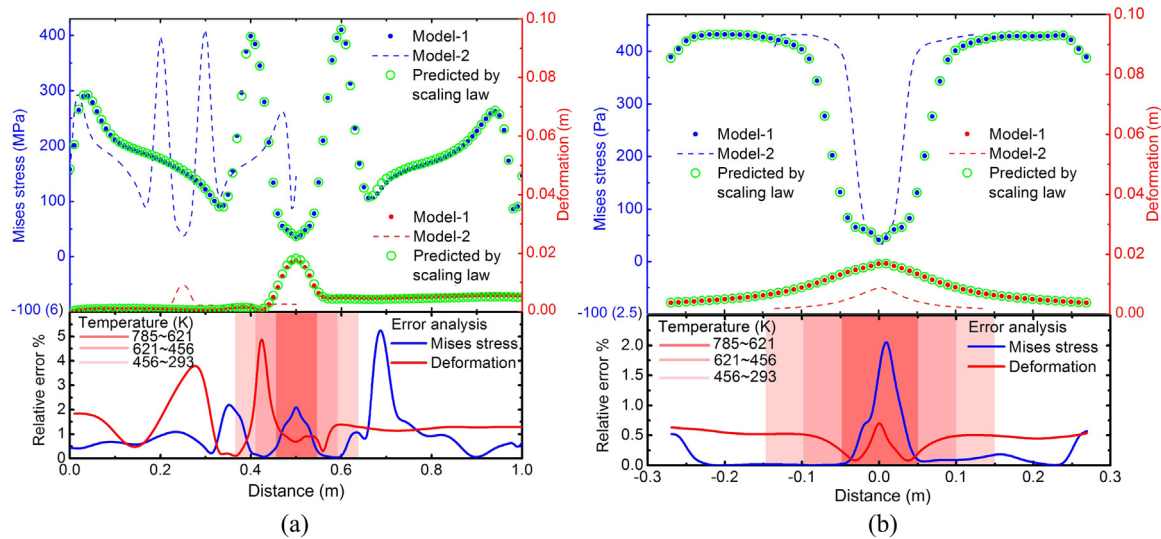 400
300
200
100
0
-100 (6)
Mises stress (MPa)
Model-1
Model-2
Predicted by
scaling law
Model-1
Model-2
Predicted by
scaling law
0.10
0.08
0.06
0.04
0.02
0.00
Deformation (m)
5
4
3
2
1
0
Relative error %
Temperature (K)
785~621
621~456
456~293
Error analysis
Mises stress
Deformation
0.0
0.2
0.4
0.6
0.8
1.0
Distance (m)
(a)
400
300
200
100
0
-100 (2.5)
Mises stress (Pa)
Model-1
Model-2
Predicted by
scaling law
Model-1
Model-2
Predicted by
scaling law
0.10
0.08
0.06
0.04
0.02
0.00
Deformation (m)
2.0
1.5
1.0
0.5
0.0
Relative error %
Temperature (K)
785~621
621~456
456~293
Error analysis
Mises stress
Deformation
-0.3
-0.2
-0.1
0.0
0.1
0.2
0.3
Distance (m)
(b)